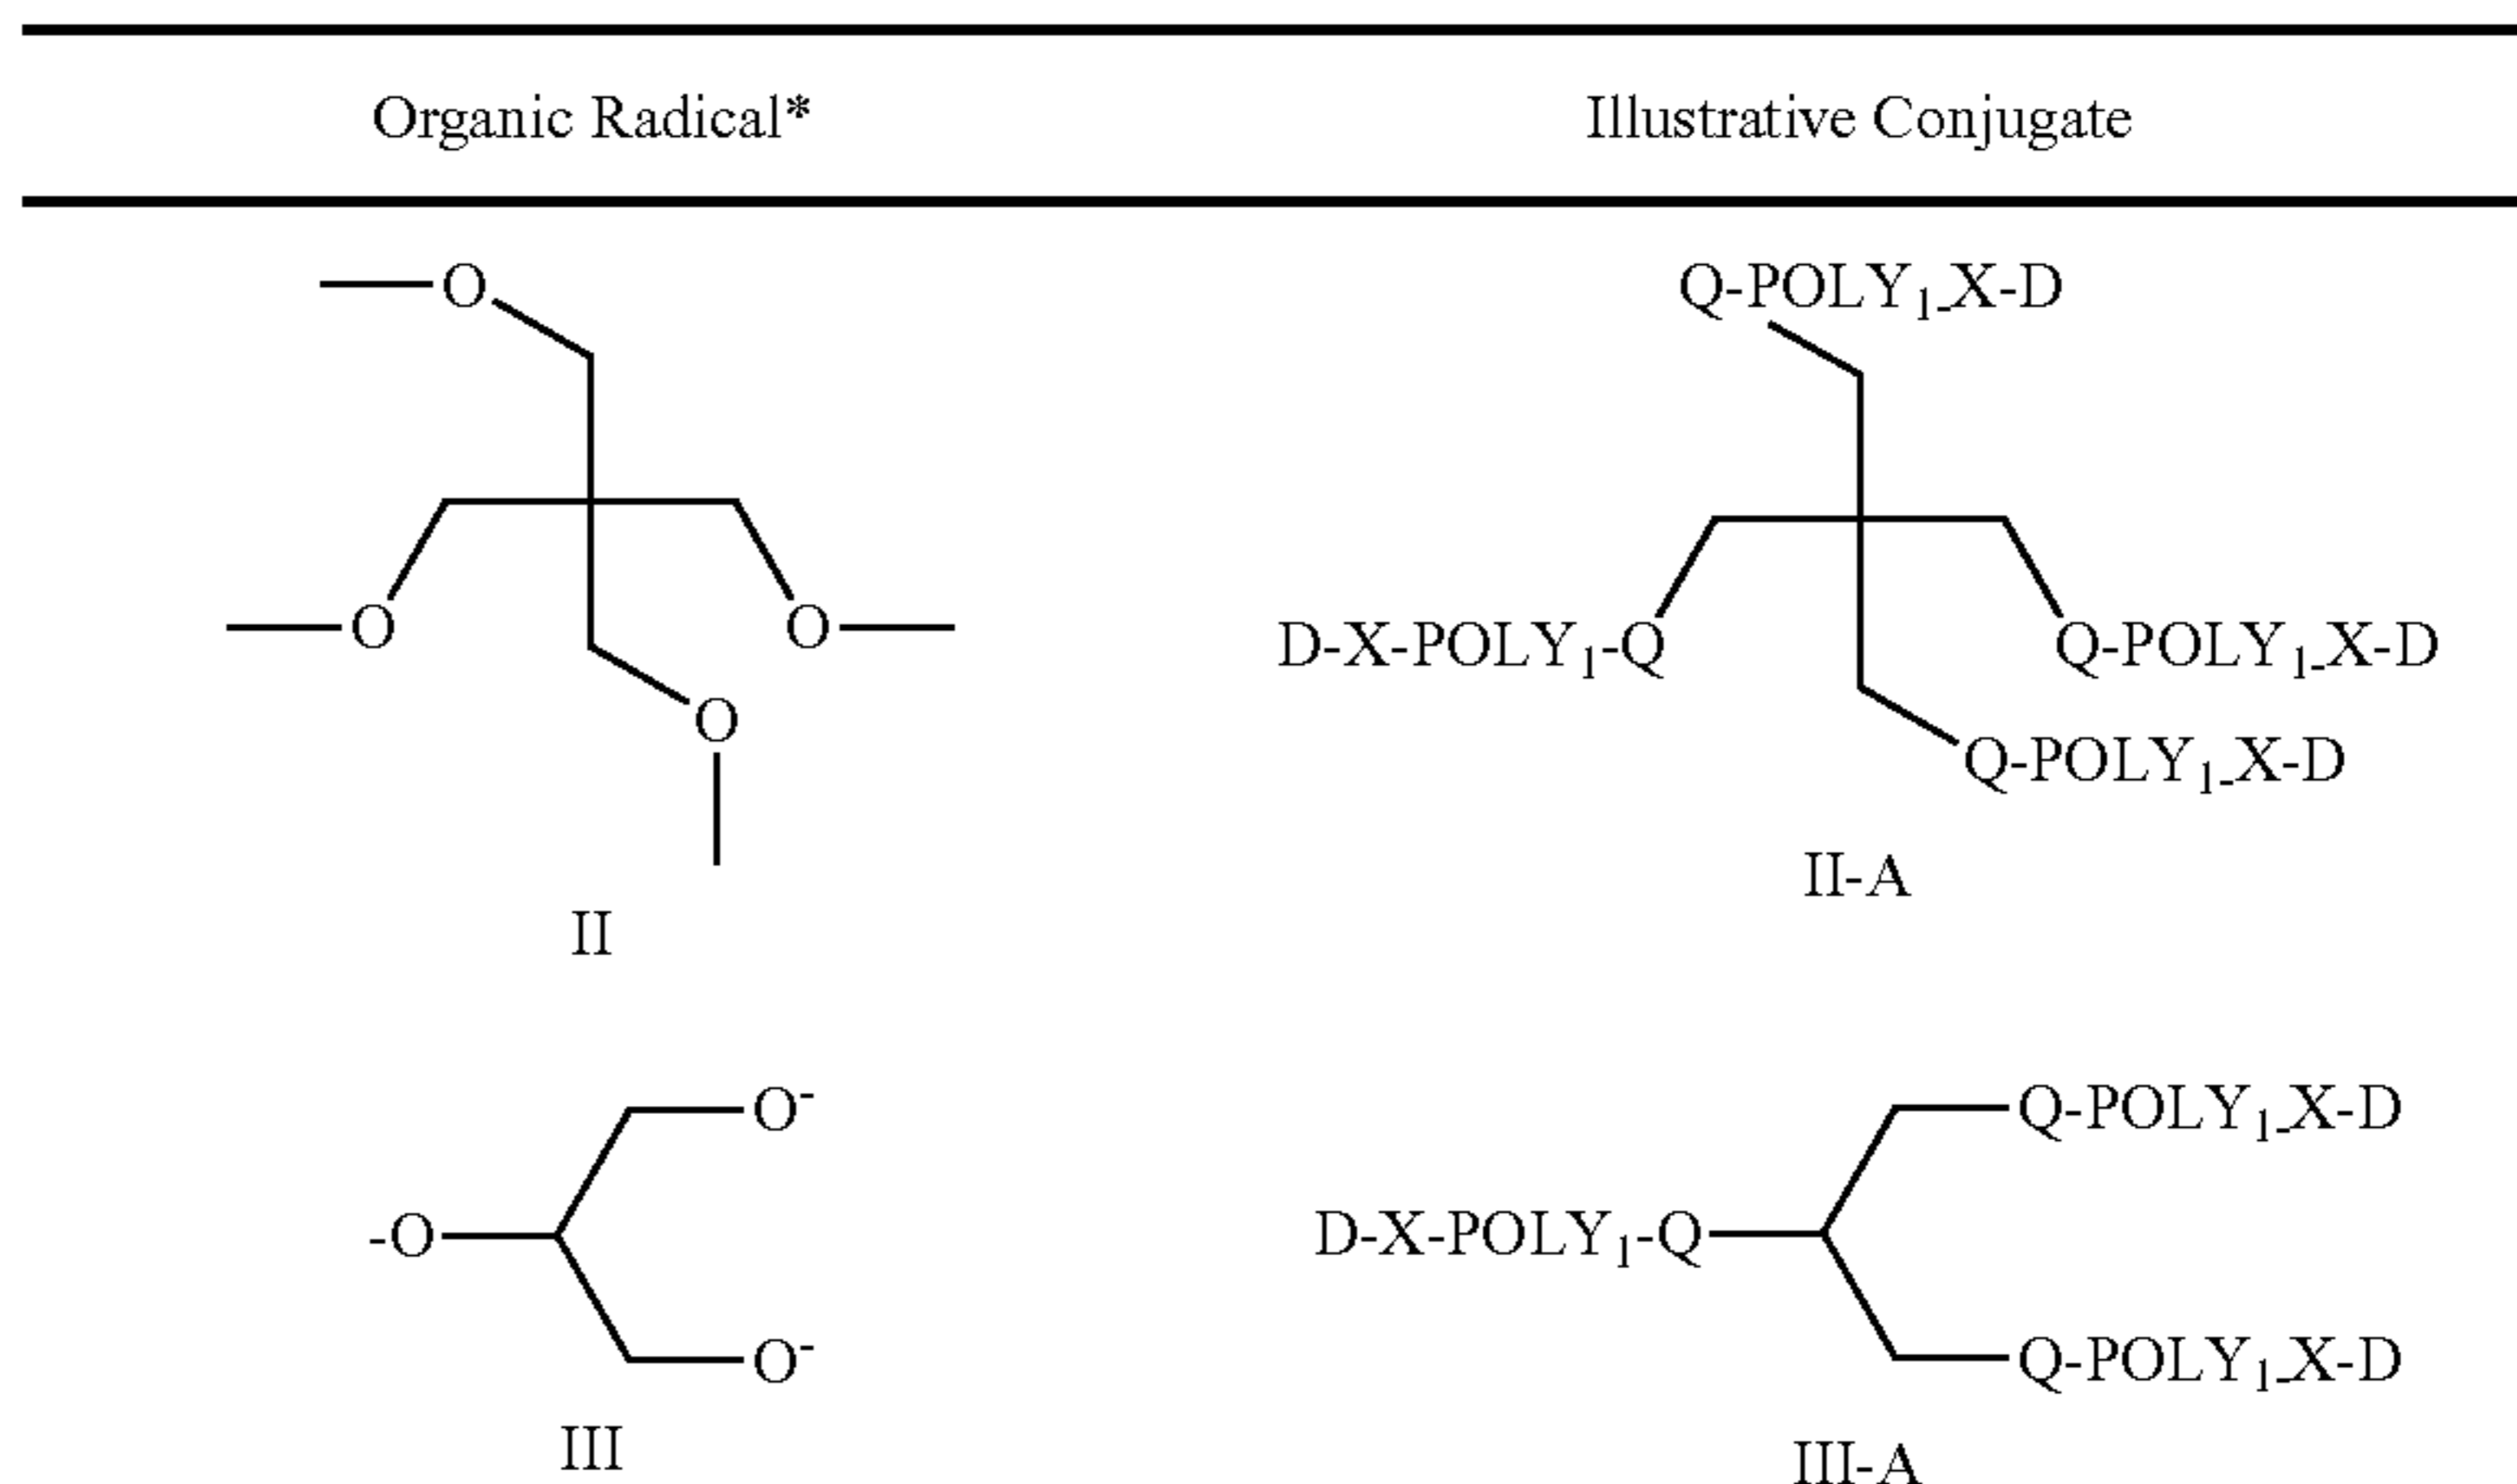 Organic Radical* Illustrative Conjugate
O Q-POLY1-X-D
O O D-X-POLY1-Q Q-POLY1-X-D
O Q-POLY1-X-D
II-A
II
O- Q-POLY1-X-D
-O D-X-POLY1-Q
O- Q-POLY1-X-D
III III-A